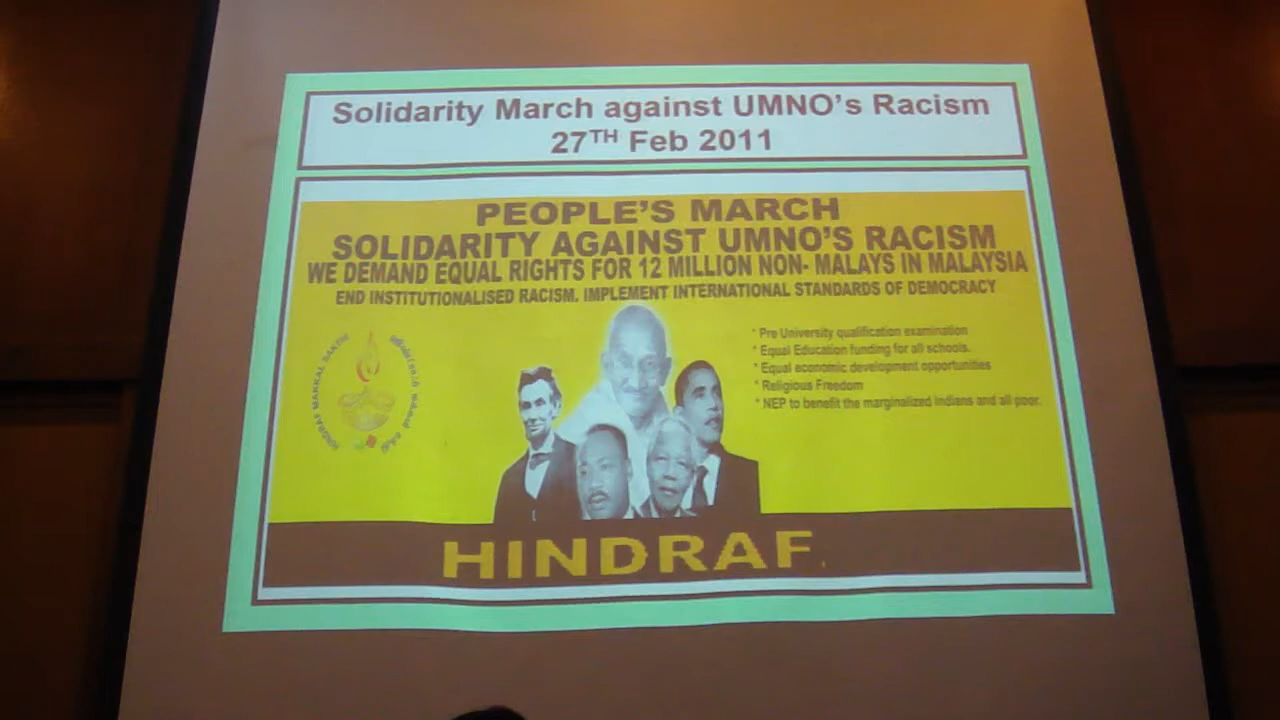 Solidarity March against UMNO's Racism
27TH Feb 2011
PEOPLE'S MARCH
SOLIDARITY AGAINST UMNO'S RACISM
WE DEMAND EQUAL RIGHTS FOR 12 MILLION NON- MALAYS IN MALAYSIA
END INSTITUTIONALISED RACISM. IMPLEMENT INTERNATIONAL STANDARDS OF DEMOCRACY
HINDRAF MAKKAL SAKTHI
* Pre University qualification examination
* Equal Education funding for all schools.
* Equal economic development opportunities
* Religious Freedom
* NEP to benefit the marginalized Indians and all poor.
HINDRAF